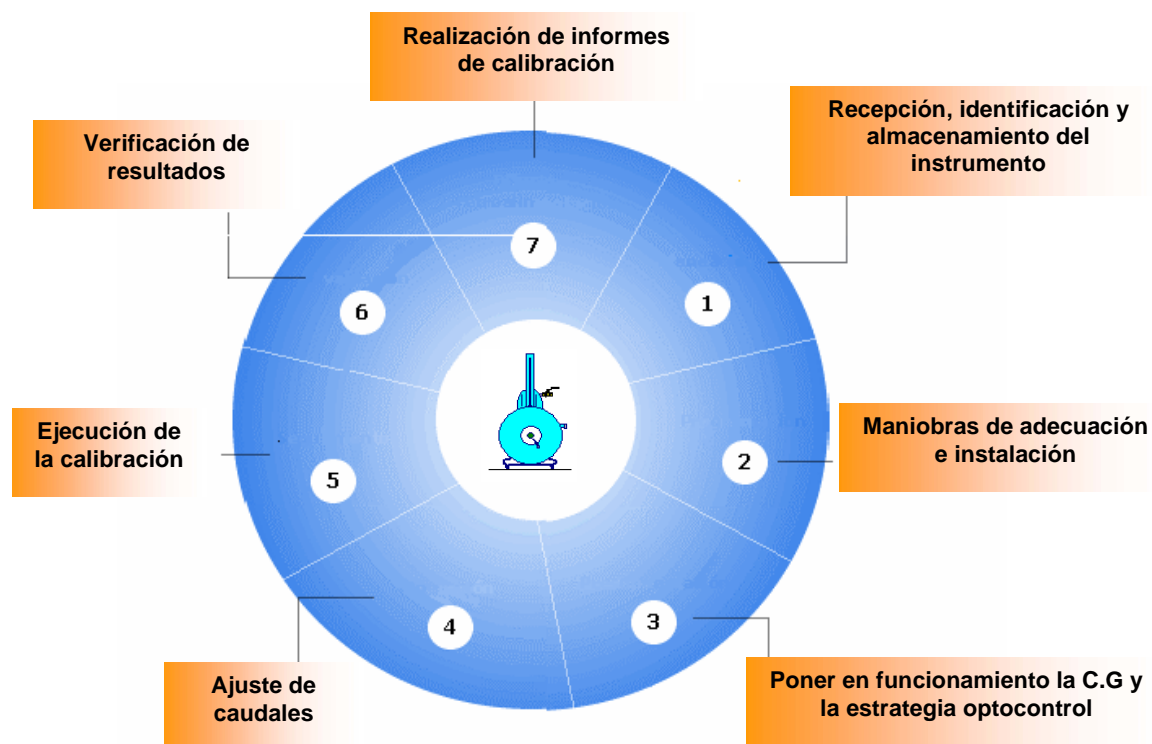 Realización de informes
de calibración
Recepción, identificación y
almacenamiento del
instrumento
Verificación de
resultados
7
1
6
Ejecución de
la calibración
Maniobras de adecuación
e instalación
2
5
3
4
Ajuste de
caudales
Poner en funcionamiento la C.G y
la estrategia optocontrol